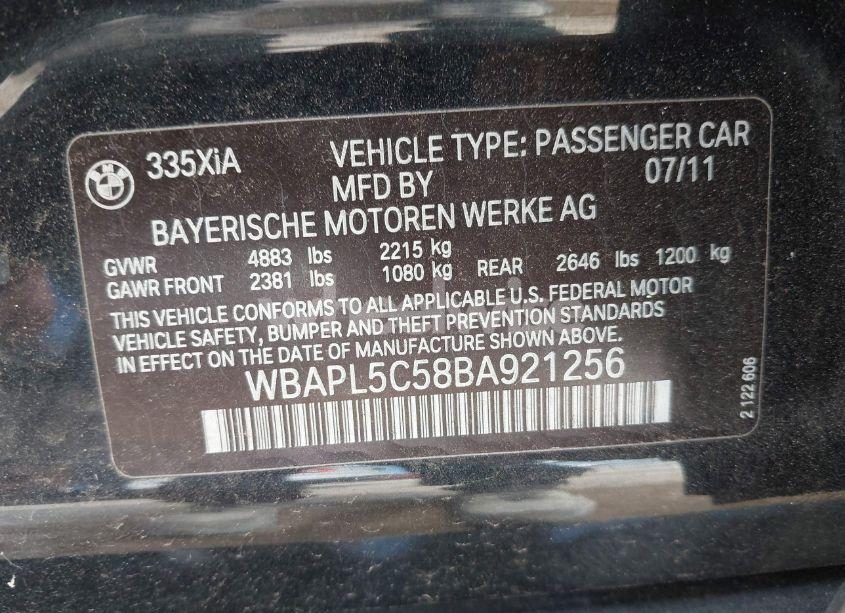 335XiA VEHICLE TYPE: PASSENGER CAR
MFD BY 07/11
BAYERISCHE MOTOREN WERKE AG
GVWR 4883 lbs 2215 kg
GAWR FRONT 2381 lbs 1080 kg REAR 2646 lbs 1200 kg
THIS VEHICLE CONFORMS TO ALL APPLICABLE U.S. FEDERAL MOTOR
VEHICLE SAFETY, BUMPER AND THEFT PREVENTION STANDARDS
IN EFFECT ON THE DATE OF MANUFACTURE SHOWN ABOVE.
WBAPL5C58BA921256
2 122 606